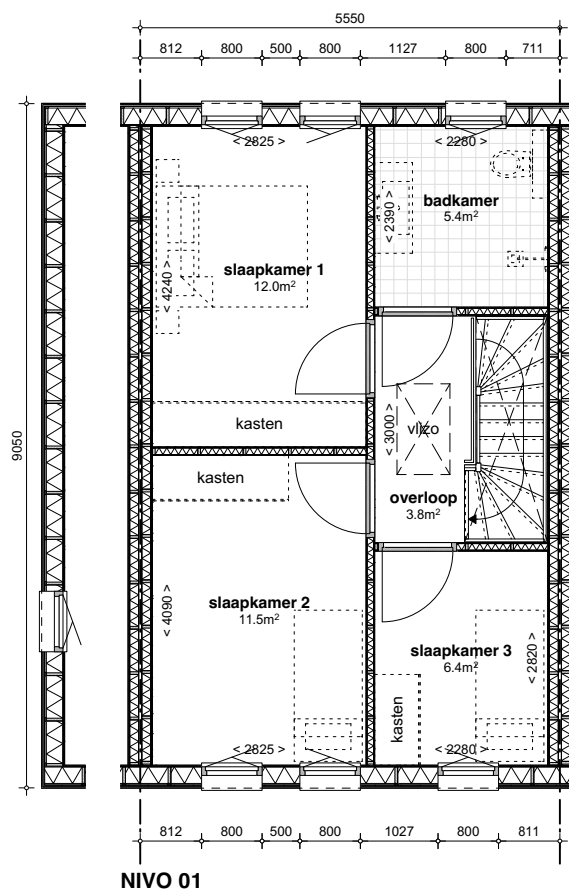 5550
812 800 500 800 1127 800 711
< 2825 > < 2280 >
badkamer
5.4m²
< 2390 >
slaapkamer 1
12.0m²
< 4240 >
kasten
vlizo
< 3000 >
kasten
overloop
3.8m²
9050
slaapkamer 2
11.5m²
< 4090 >
slaapkamer 3
6.4m²
< 2820 >
kasten
< 2825 > < 2280 >
812 800 500 800 1027 800 811
NIVO 01